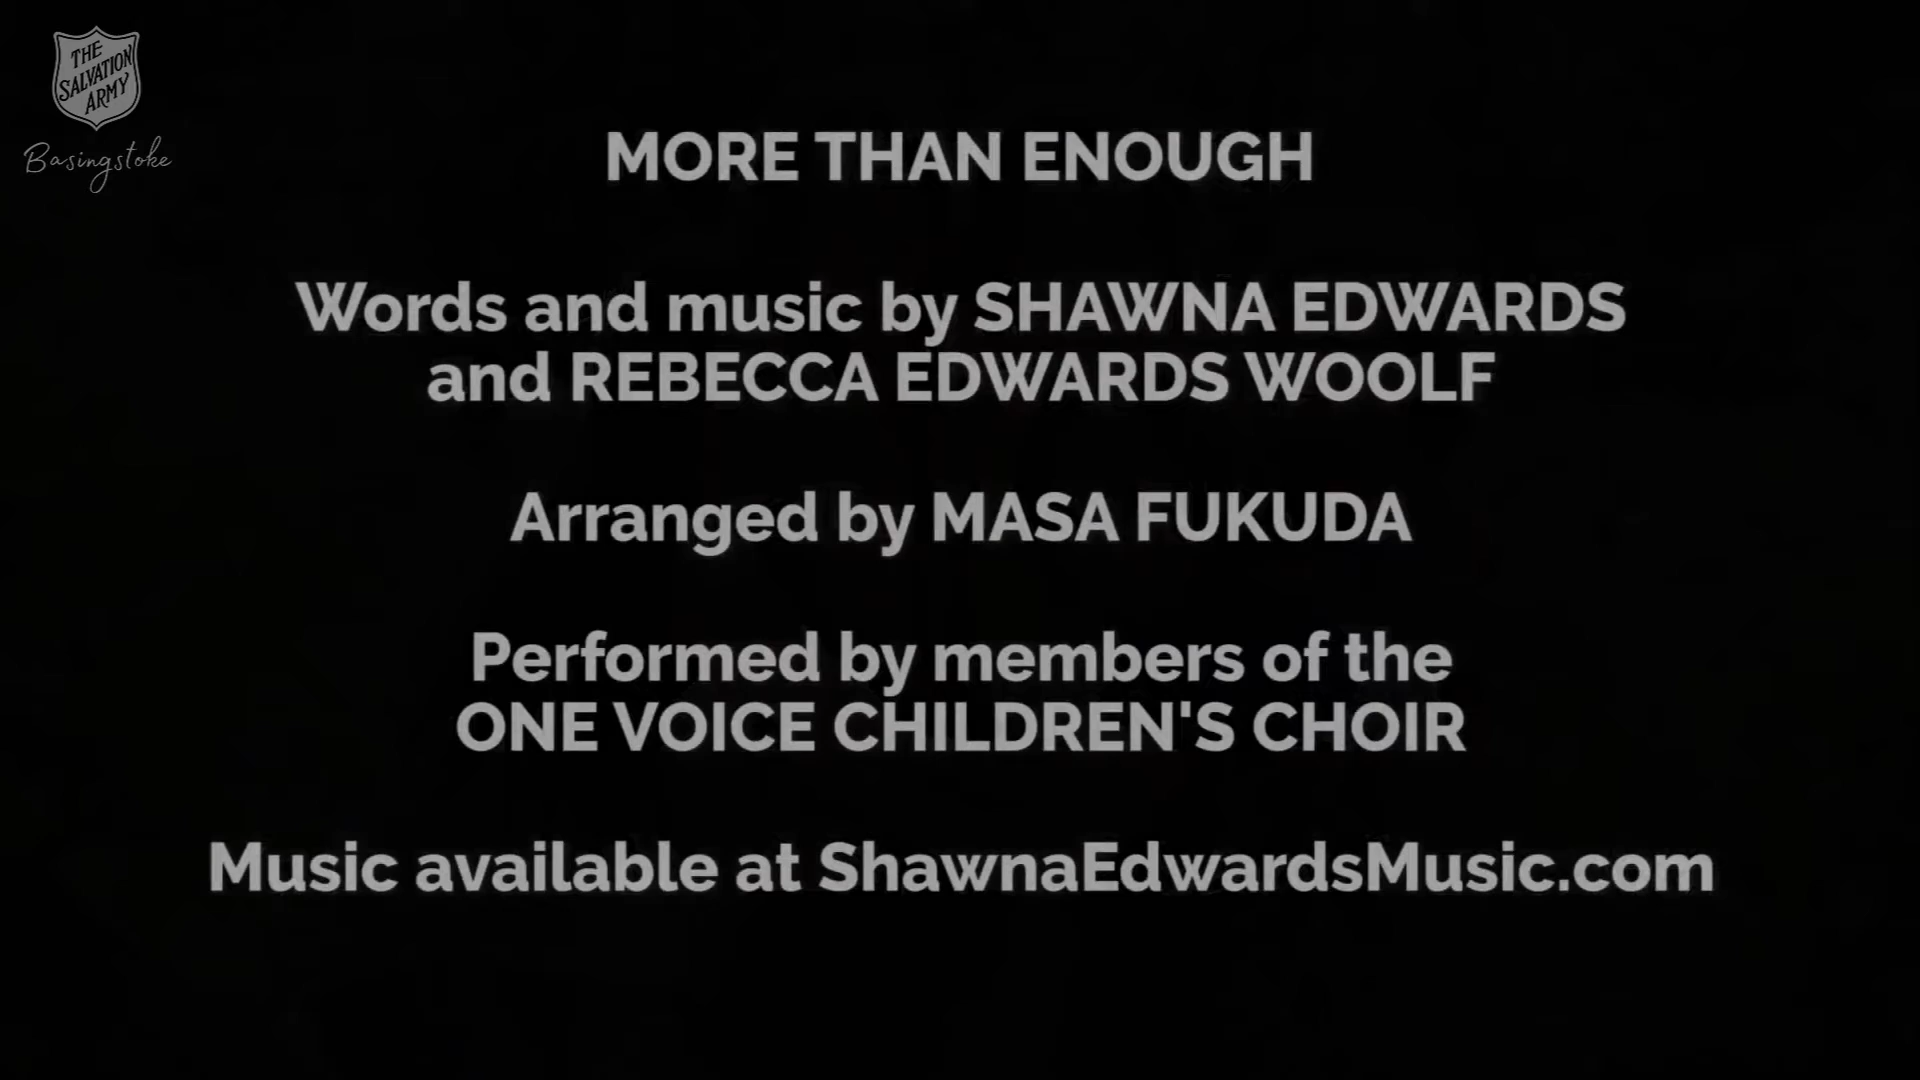 THE
SALVATION
ARMY
Basingstoke
MORE THAN ENOUGH
Words and music by SHAWNA EDWARDS
and REBECCA EDWARDS WOOLF
Arranged by MASA FUKUDA
Performed by members of the
ONE VOICE CHILDREN'S CHOIR
Music available at ShawnaEdwardsMusic.com